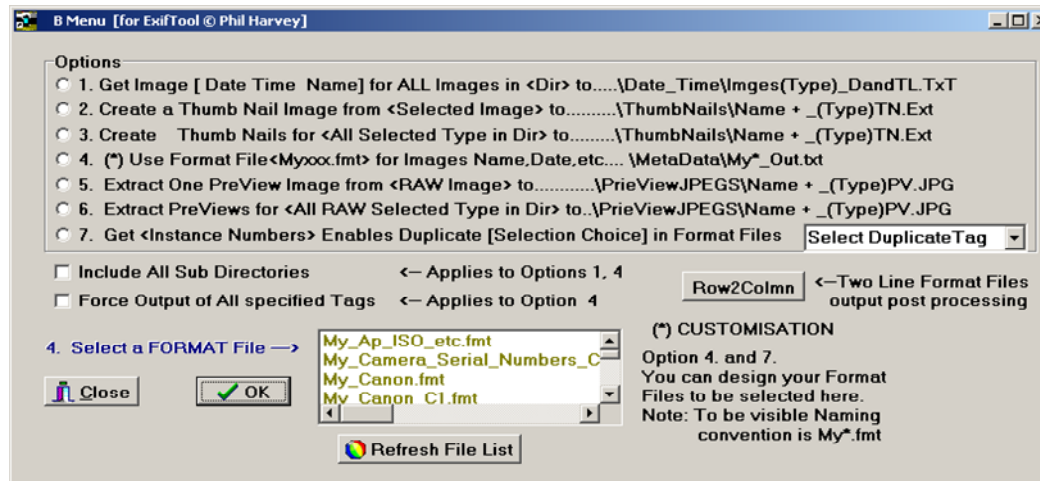 B Menu [for ExifTool © Phil Harvey]
Options
1. Get Image [ Date Time Name] for ALL Images in <Dir> to.....\Date_Time\Imges(Type)_DandTL.TxT
2. Create a Thumb Nail Image from <Selected Image> to..........\ThumbNails\Name + _(Type)TN.Ext
3. Create Thumb Nails for <All Selected Type in Dir> to.........\ThumbNails\Name + _(Type)TN.Ext
4. (*) Use Format File<Myxxx.fmt> for Images Name,Date,etc.... \MetaData\My*_Out.txt
5. Extract One PreView Image from <RAW Image> to............\PrieViewJPEGS\Name + _(Type)PV.JPG
6. Extract PreViews for <All RAW Selected Type in Dir> to..\PrieViewJPEGS\Name + _(Type)PV.JPG
7. Get <Instance Numbers> Enables Duplicate [Selection Choice] in Format Files Select DuplicateTag
Include All Sub Directories <-- Applies to Options 1, 4
Force Output of All specified Tags <-- Applies to Option 4
Row2Colmn <--Two Line Format Files
output post processing
4. Select a FORMAT File --->
My_Ap_ISO_etc.fmt
My_Camera_Serial_Numbers_C
My_Canon.fmt
My_Canon_C1.fmt
(*) CUSTOMISATION
Option 4. and 7.
You can design your Format
Files to be selected here.
Note: To be visible Naming
convention is My*.fmt
Close
OK
Refresh File List